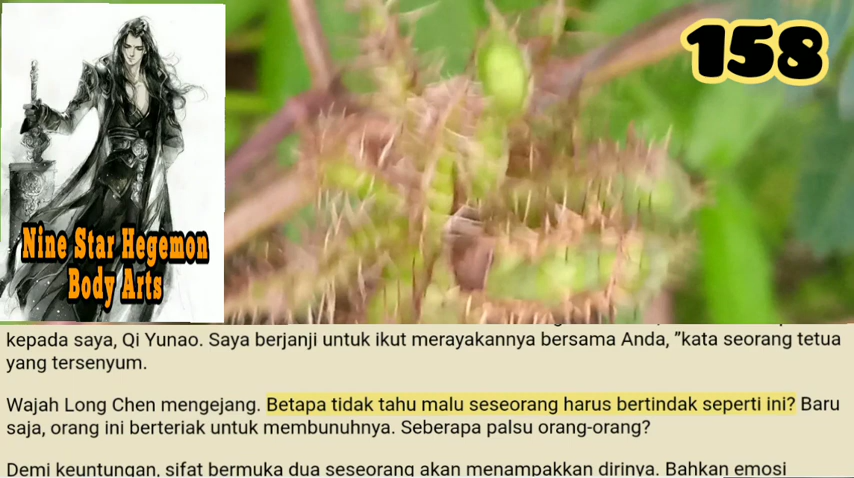 158
Nine Star Hegemon
Body Arts
kepada saya, Qi Yunao. Saya berjanji untuk ikut merayakannya bersama Anda, ”kata seorang tetua
yang tersenyum.
Wajah Long Chen mengejang. Betapa tidak tahu malu seseorang harus bertindak seperti ini? Baru
saja, orang ini berteriak untuk membunuhnya. Seberapa palsu orang-orang?
Demi keuntungan, sifat bermuka dua seseorang akan menampakkan dirinya. Bahkan emosi